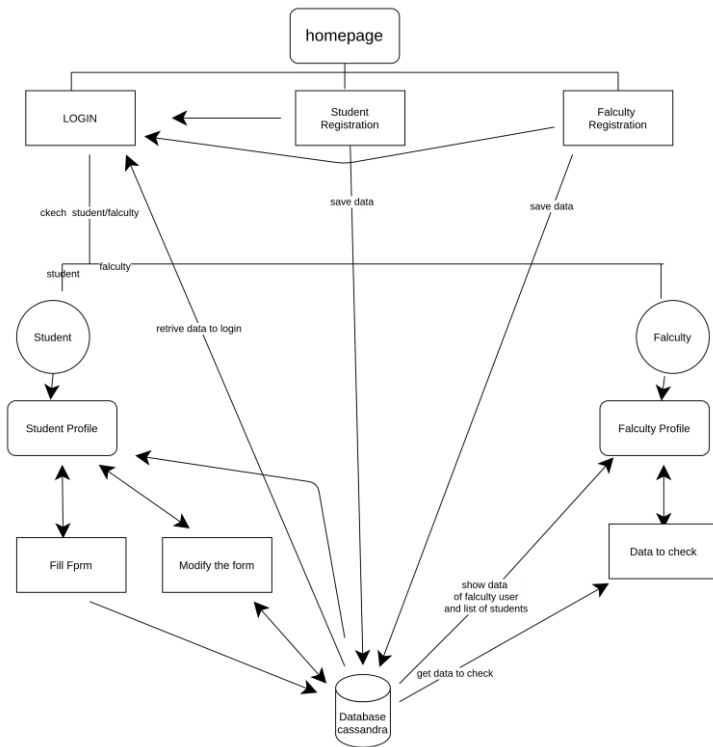 homepage
LOGIN
Student
Registration
Falculty
Registration
save data
save data
ckech student/falculty
falculty
student
retrive data to login
Student
Falculty
Student Profile
Falculty Profile
Fill Fprm
Modify the form
Data to check
show data
of falculty user
and list of students
get data to check
Database
cassandra